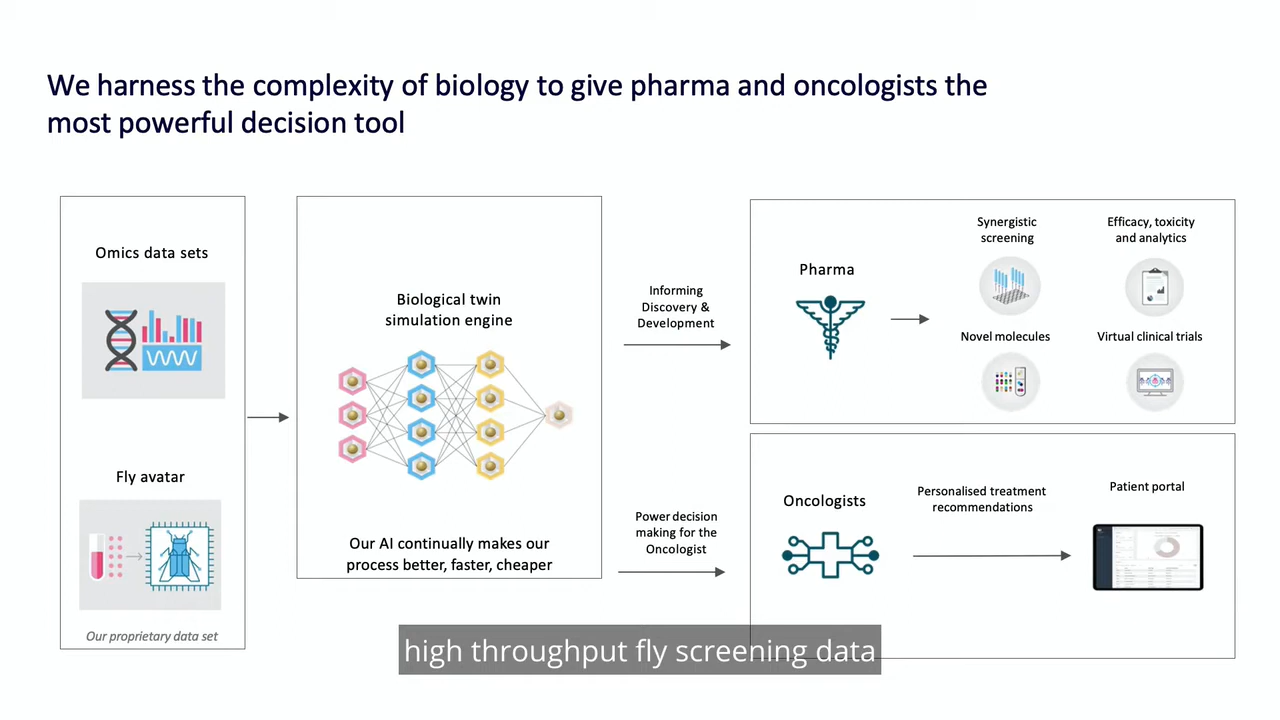 We harness the complexity of biology to give pharma and oncologists the
most powerful decision tool
Omics data sets
Fly avatar
Our proprietary data set
Biological twin
simulation engine
Our AI continually makes our
process better, faster, cheaper
Informing
Discovery &
Development
Power decision
making for the
Oncologist
Pharma
Synergistic
screening
Efficacy, toxicity
and analytics
Novel molecules
Virtual clinical trials
Oncologists
Personalised treatment
recommendations
Patient portal
high throughput fly screening data